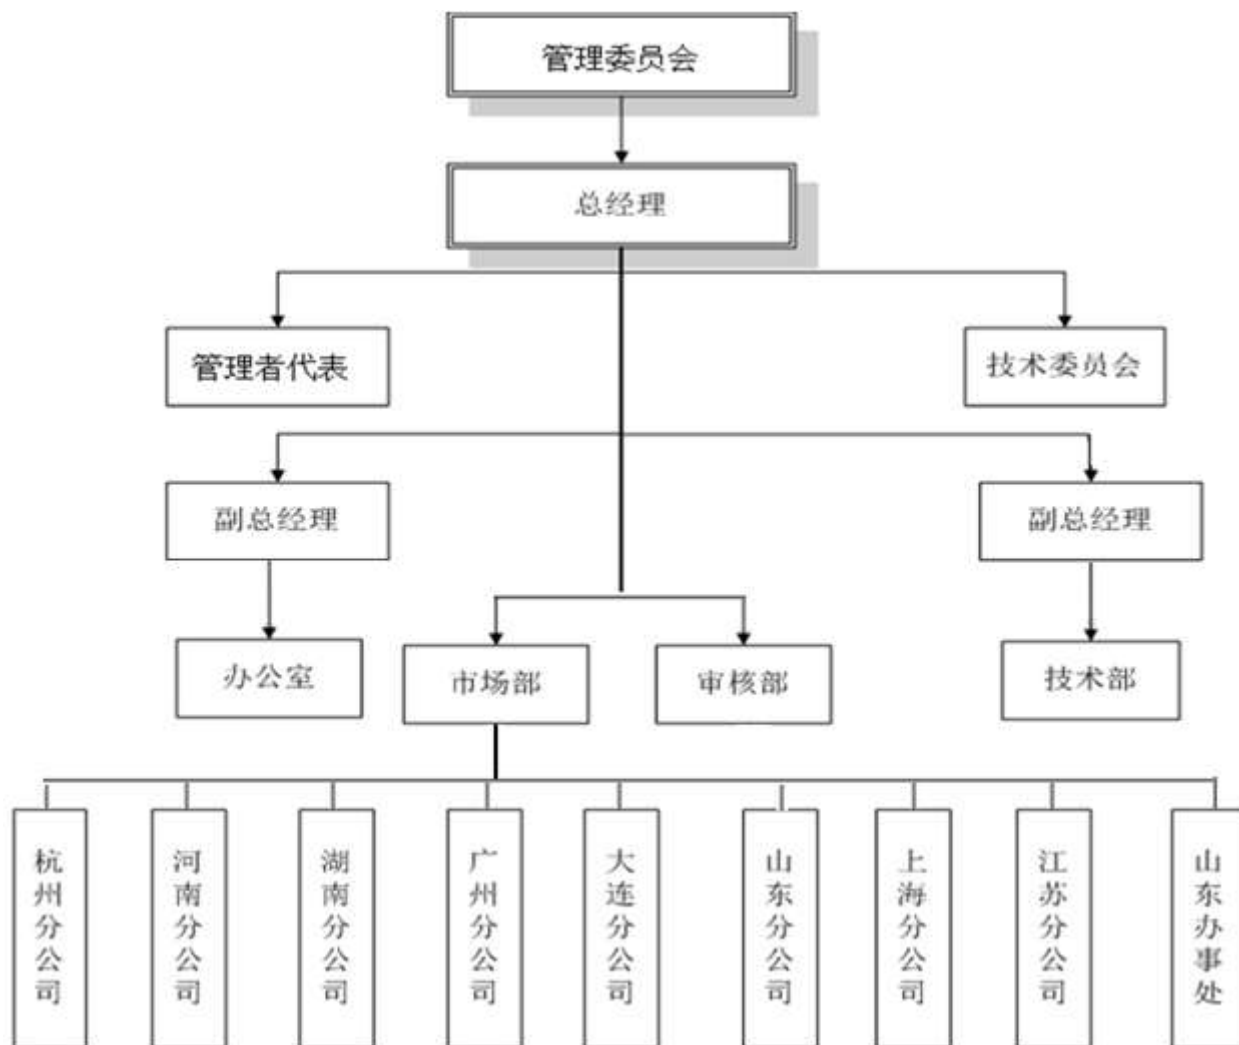 管理委员会
总经理
管理者代表
技术委员会
副总经理
副总经理
办公室
市场部
审核部
技术部
杭州分公司
河南分公司
湖南分公司
广州分公司
大连分公司
山东分公司
上海分公司
江苏分公司
山东办事处